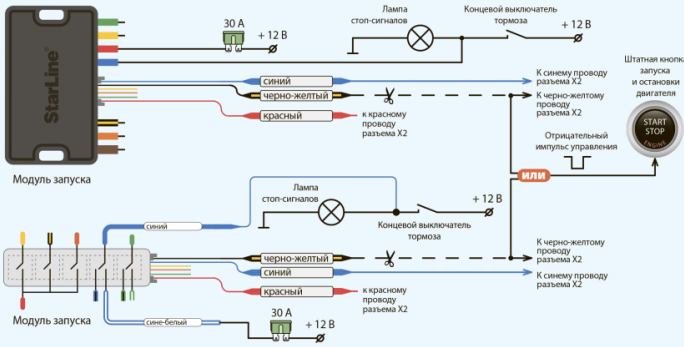 30 А
+ 12 В
Лампа
стоп-сигналов
Концевой выключатель
тормоза
+ 12 В
StarLine
синий
черно-желтый
красный
к красному
проводу
разъема X2
К синему проводу
разъема X2
К черно-желтому
проводу
разъема X2
Штатная кнопка
запуска
и остановки
двигателя
START
STOP
ENGINE
Отрицательный
импульс управления
или
Модуль запуска
синий
Лампа
стоп-сигналов
+ 12 В
Концевой выключатель
тормоза
черно-желтый
синий
красный
к красному
проводу
разъема X2
К черно-желтому
проводу
разъема X2
К синему проводу
разъема X2
Модуль запуска
сине-белый
30 А
+ 12 В